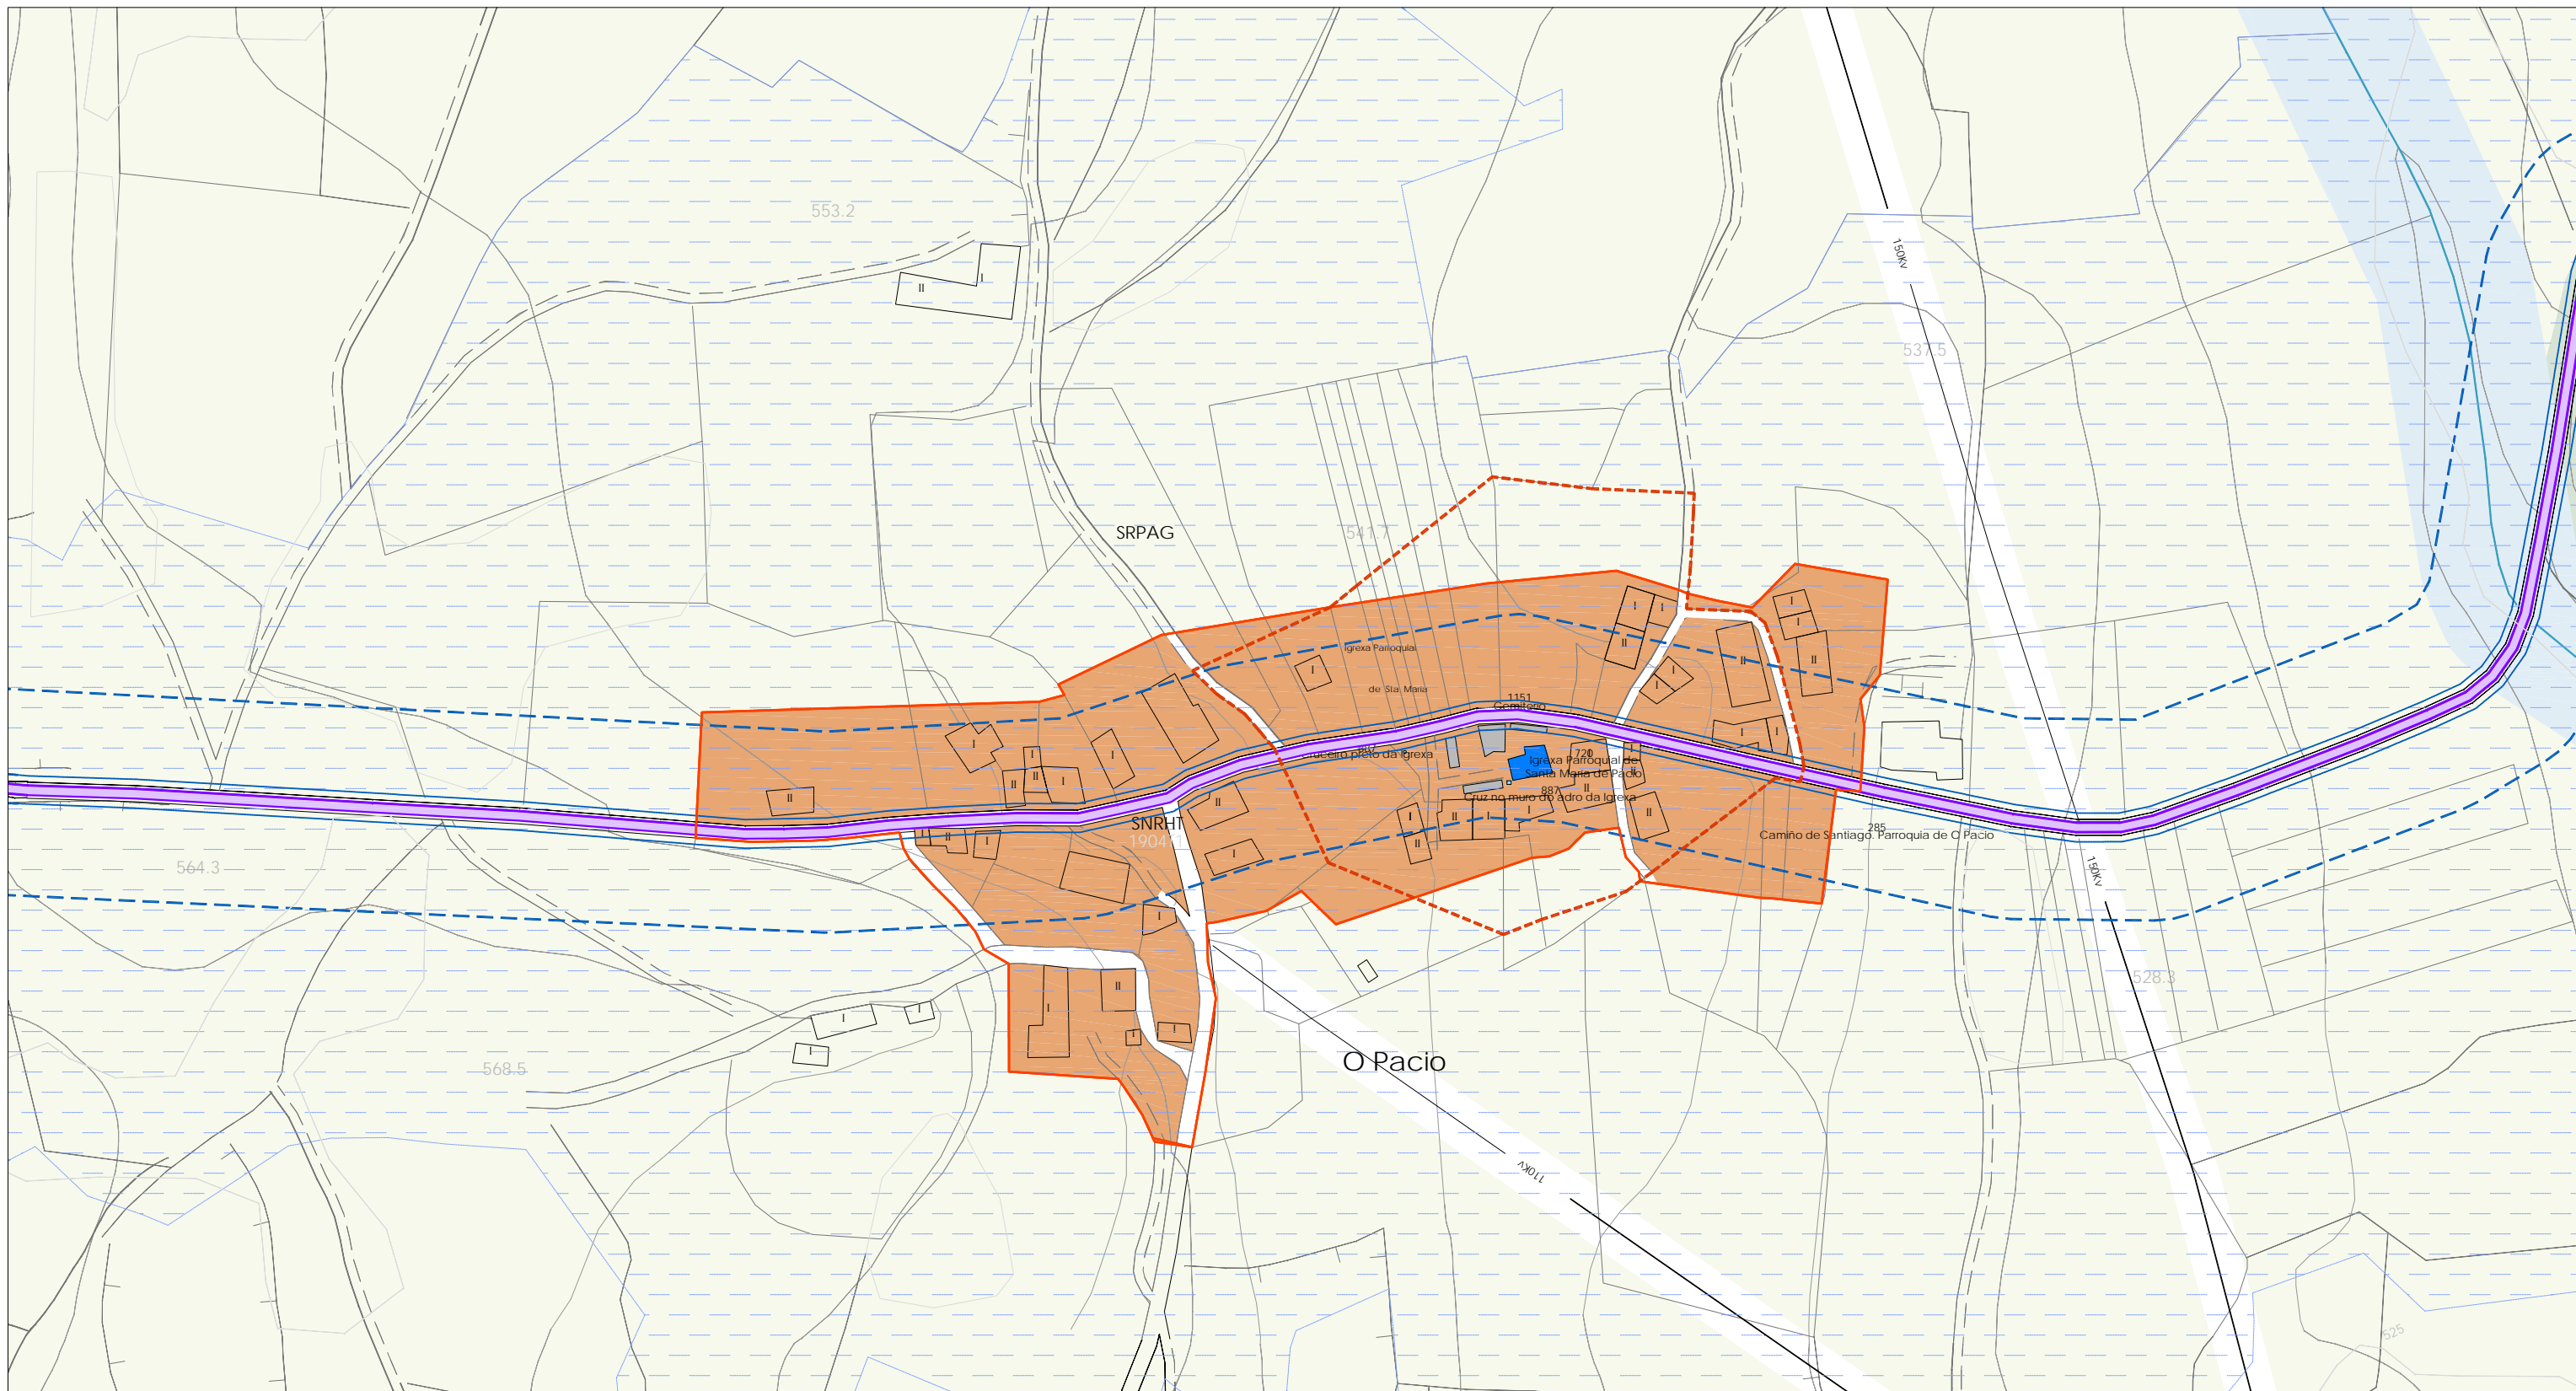 553.2
150Kv
537.5
SRPAG
541.7
Igrexa Parroquial
de Sta. Maria
1151
Cemiterio
Cruceiro preto da Igrexa
720
Igrexa Parroquial de
Santa María de Pacio
887
Cruz no muro do adro da Igrexa
SNRHT
285
Camiño de Santiago. Parroquia de O Pacio
564.3
150Kv
528.3
568.5
O Pacio
110Kv
525